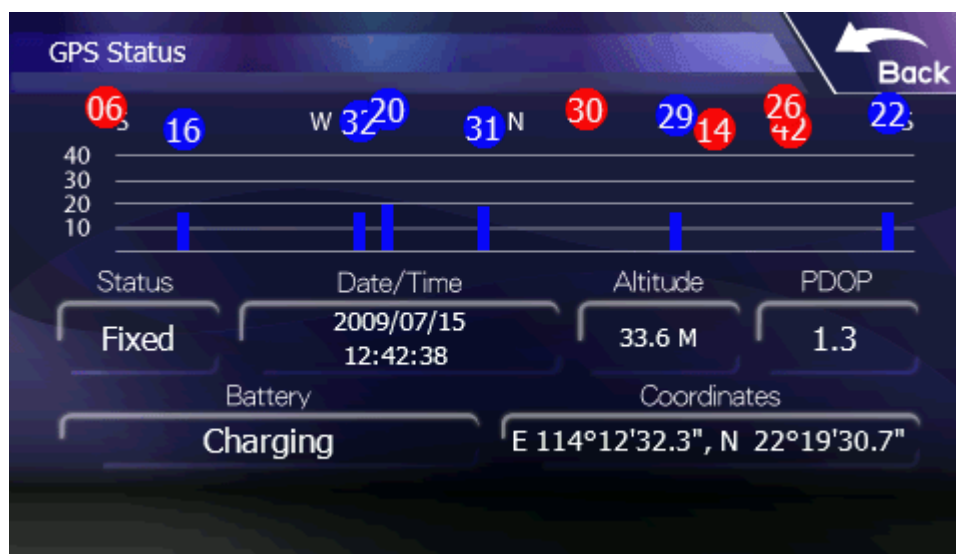 GPS Status
Back
06 S 16 W 32 20 31 N 30 29 14 26 42 22 S
40
30
20
10
Status Date/Time Altitude PDOP
Fixed 2009/07/15 33.6 M 1.3
12:42:38
Battery Coordinates
Charging E 114°12'32.3", N 22°19'30.7"